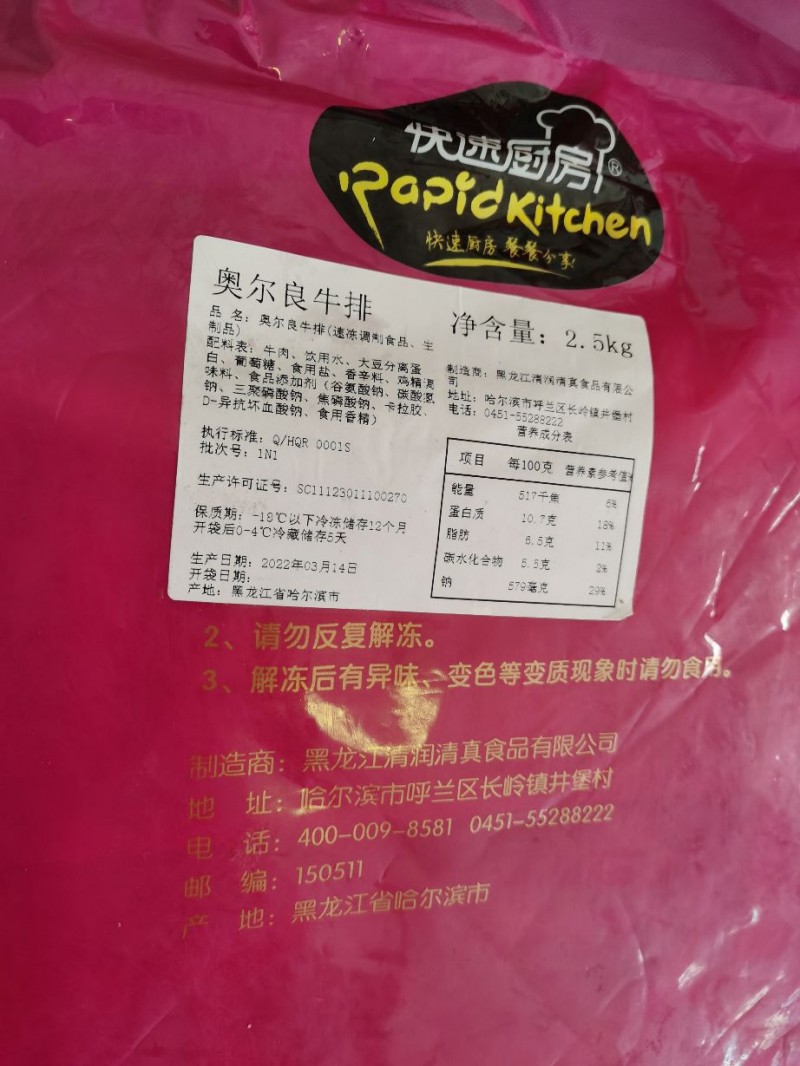 快速厨房®
Rapid Kitchen
快速厨房 餐餐分享!
奥尔良牛排
净含量: 2.5kg
品 名: 奥尔良牛排(速冻调制食品、生
制品)
配料表: 牛肉、饮用水、大豆分离蛋
白、葡萄糖、食用盐、香辛料、鸡精调
味料、食品添加剂(谷氨酸钠、碳酸氢
钠、三聚磷酸钠、焦磷酸钠、卡拉胶、
D-异抗坏血酸钠、食用香精)
执行标准: Q/HQR 0001S
批次号: 1N1
生产许可证号: SC11123011100270
保质期: -18℃以下冷冻储存12个月
开袋后0-4℃冷藏储存5天
生产日期: 2022年03月14日
开袋日期:
产地: 黑龙江省哈尔滨市
制造商: 黑龙江清润清真食品有限公
司
地址: 哈尔滨市呼兰区长岭镇井堡村
电话: 0451-55288222
营养成分表
项目 每100克 营养素参考值%
能量 517千焦 6%
蛋白质 10.7克 18%
脂肪 6.5克 11%
碳水化合物 5.5克 2%
钠 579毫克 29%
2、请勿反复解冻。
3、解冻后有异味、变色等变质现象时请勿食用。
制造商: 黑龙江清润清真食品有限公司
地 址: 哈尔滨市呼兰区长岭镇井堡村
电 话: 400-009-8581 0451-55288222
邮 编: 150511
产 地: 黑龙江省哈尔滨市